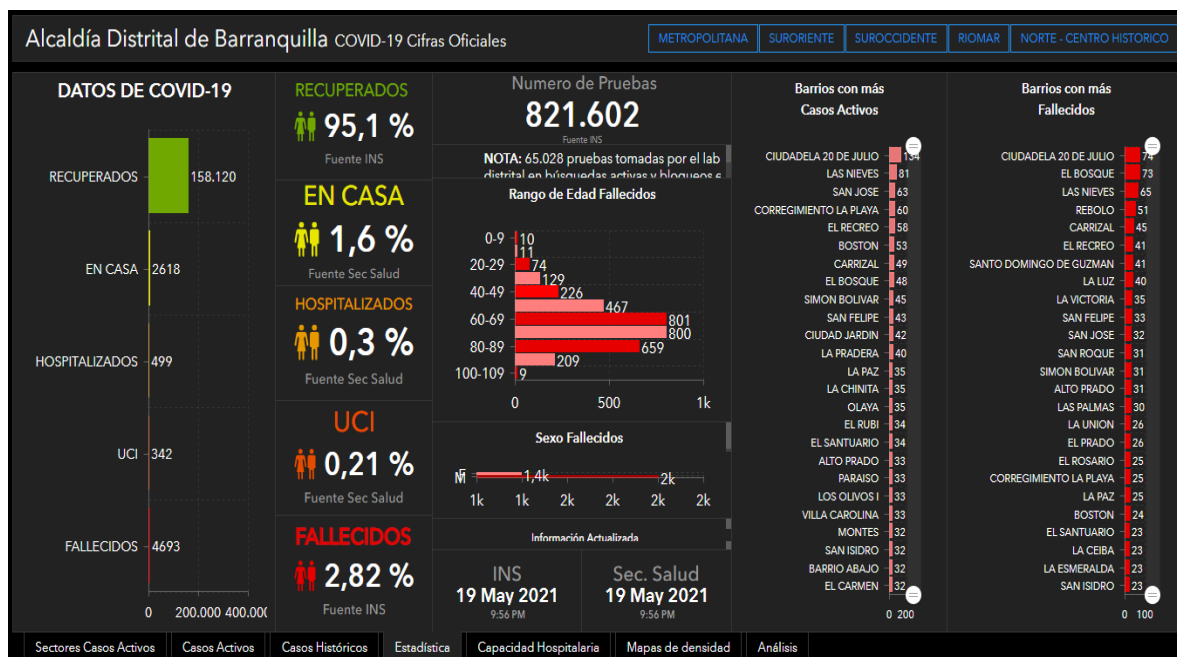 Alcaldía Distrital de Barranquilla COVID-19 Cifras Oficiales
METROPOLITANA
SURORIENTE
SUROCCIDENTE
RIOMAR
NORTE - CENTRO HISTORICO
DATOS DE COVID-19
RECUPERADOS 158.120
EN CASA 2618
HOSPITALIZADOS 499
UCI 342
FALLECIDOS 4693
0 200.000 400.00
RECUPERADOS
95,1 %
Fuente INS
EN CASA
1,6 %
Fuente Sec Salud
HOSPITALIZADOS
0,3 %
Fuente Sec Salud
UCI
0,21 %
Fuente Sec Salud
FALLECIDOS
2,82 %
Fuente INS
Numero de Pruebas
821.602
Fuente INS
NOTA: 65.028 pruebas tomadas por el lab
distrital en búsquedas activas y bloqueos e
Rango de Edad Fallecidos
0-9 10
11
20-29 74
129
40-49 226
467
60-69 801
800
80-89 659
209
100-109 9
0 500 1k
Sexo Fallecidos
F 1,4k
M 2k
1k 1k 2k 2k 2k 2k
Información Actualizada
INS
19 May 2021
9:56 PM
Sec. Salud
19 May 2021
9:56 PM
Barrios con más
Casos Activos
CIUDADELA 20 DE JULIO 134
LAS NIEVES 81
SAN JOSE 63
CORREGIMIENTO LA PLAYA 60
EL RECREO 58
BOSTON 53
CARRIZAL 49
EL BOSQUE 48
SIMON BOLIVAR 45
SAN FELIPE 43
CIUDAD JARDIN 42
LA PRADERA 40
LA PAZ 35
LA CHINITA 35
OLAYA 35
EL RUBI 34
EL SANTUARIO 34
ALTO PRADO 33
PARAISO 33
LOS OLIVOS I 33
VILLA CAROLINA 33
MONTES 32
SAN ISIDRO 32
BARRIO ABAJO 32
EL CARMEN 32
0 200
Barrios con más
Fallecidos
CIUDADELA 20 DE JULIO 74
EL BOSQUE 73
LAS NIEVES 65
REBOLO 51
CARRIZAL 45
EL RECREO 41
SANTO DOMINGO DE GUZMAN 41
LA LUZ 40
LA VICTORIA 35
SAN FELIPE 33
SAN JOSE 32
SAN ROQUE 31
SIMON BOLIVAR 31
ALTO PRADO 31
LAS PALMAS 30
LA UNION 26
EL PRADO 26
EL ROSARIO 25
CORREGIMIENTO LA PLAYA 25
LA PAZ 25
BOSTON 24
EL SANTUARIO 23
LA CEIBA 23
LA ESMERALDA 23
SAN ISIDRO 23
0 100
Sectores Casos Activos
Casos Activos
Casos Históricos
Estadística
Capacidad Hospitalaria
Mapas de densidad
Análisis